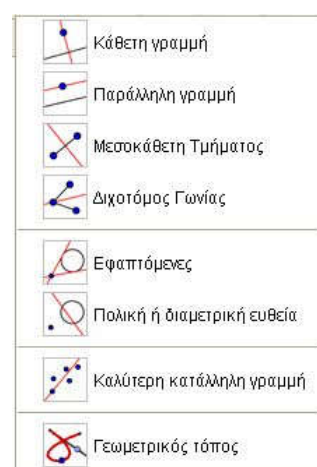 Κάθετη γραμμή
Παράλληλη γραμμή
Μεσοκάθετη Τμήματος
Διχοτόμος Γωνίας
Εφαπτόμενες
Πολική ή διαμετρική ευθεία
Καλύτερη κατάλληλη γραμμή
Γεωμετρικός τόπος